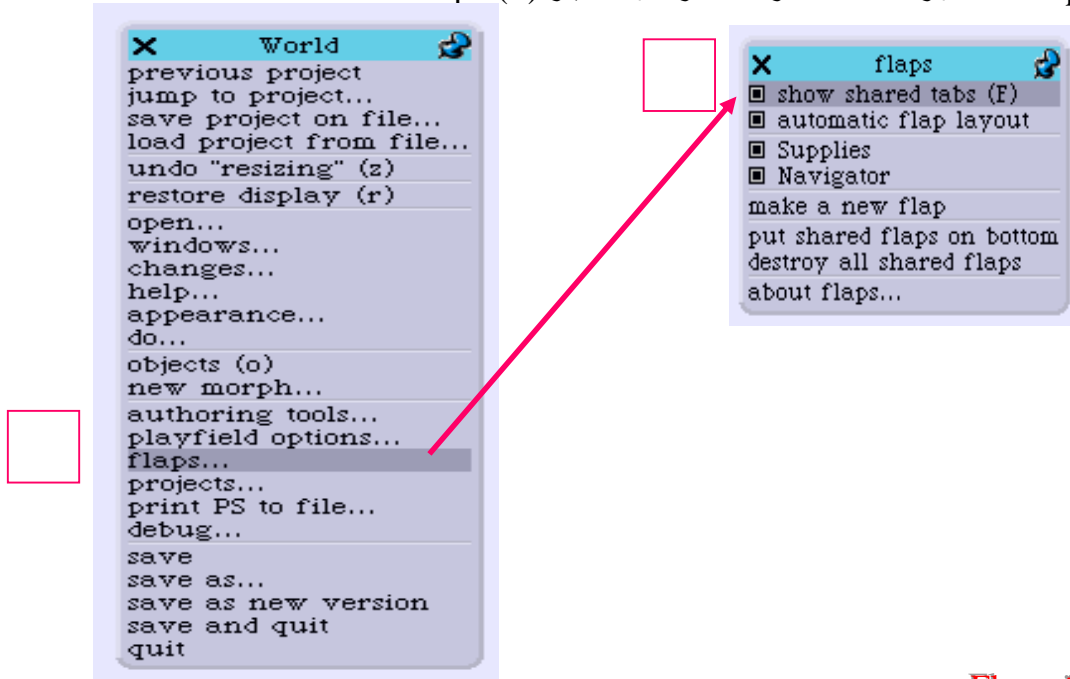 World
previous project
jump to project...
save project on file...
load project from file...
undo "resizing" (z)
restore display (r)
open...
windows...
changes...
help...
appearance...
do...
objects (o)
new morph...
authoring tools...
playfield options...
flaps...
projects...
print PS to file...
debug...
save
save as...
save as new version
save and quit
quit
flaps
show shared tabs (F)
automatic flap layout
Supplies
Navigator
make a new flap
put shared flaps on bottom
destroy all shared flaps
about flaps...